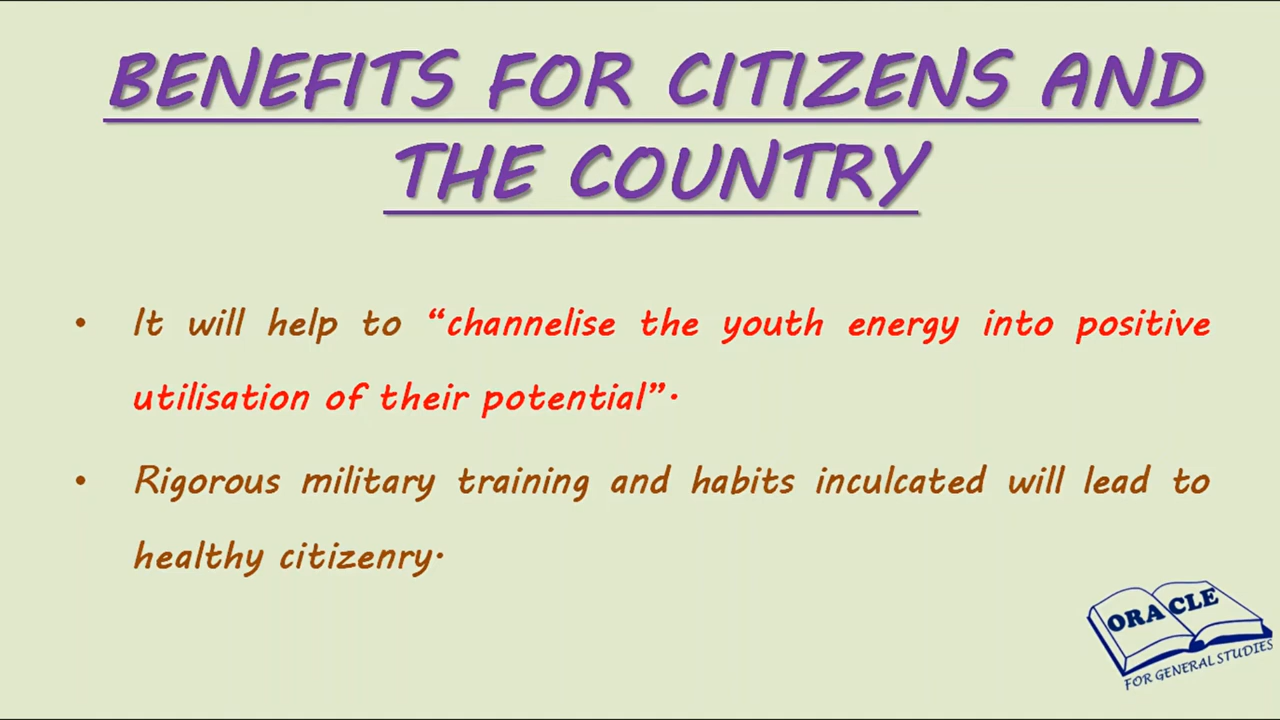 BENEFITS FOR CITIZENS AND
THE COUNTRY
• It will help to “channelise the youth energy into positive
utilisation of their potential”.
• Rigorous military training and habits inculcated will lead to
healthy citizenry.
ORACLE
FOR GENERAL STUDIES